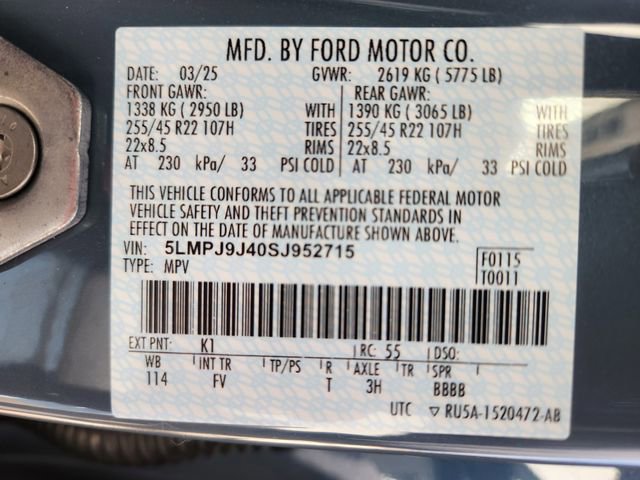 MFD. BY FORD MOTOR CO.
DATE: 03/25 GVWR: 2619 KG (5775 LB)
FRONT GAWR: REAR GAWR:
1338 KG (2950 LB) WITH 1390 KG (3065 LB) WITH
255/45 R22 107H TIRES 255/45 R22 107H TIRES
22x8.5 RIMS 22x8.5 RIMS
AT 230 kPa/ 33 PSI COLD AT 230 kPa/ 33 PSI COLD
THIS VEHICLE CONFORMS TO ALL APPLICABLE FEDERAL MOTOR
VEHICLE SAFETY AND THEFT PREVENTION STANDARDS IN
EFFECT ON THE DATE OF MANUFACTURE SHOWN ABOVE.
VIN: 5LMPJ9J40SJ952715 F0115
TYPE: MPV T0011
EXT PNT: K1 RC: 55 DSO:
WB INT TR TP/PS R AXLE TR SPR
114 FV T 3H BBBB
UTC ▽ RU5A-1520472-AB